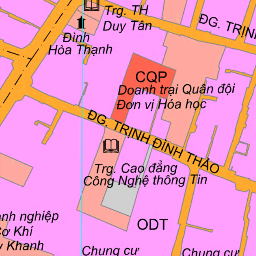 Trg. TH
Duy Tân
ĐG. TRỊNH
Đình
Hòa Thạnh
CQP
Doanh trại Quân đội
Đơn vị Hóa học
ĐG. TRỊNH ĐÌNH THẢO
Trg. Cao đẳng
Công Nghệ thông Tin
ODT
nh nghiệp
Cơ Khí
y Khanh
Chung cư
Chung cư